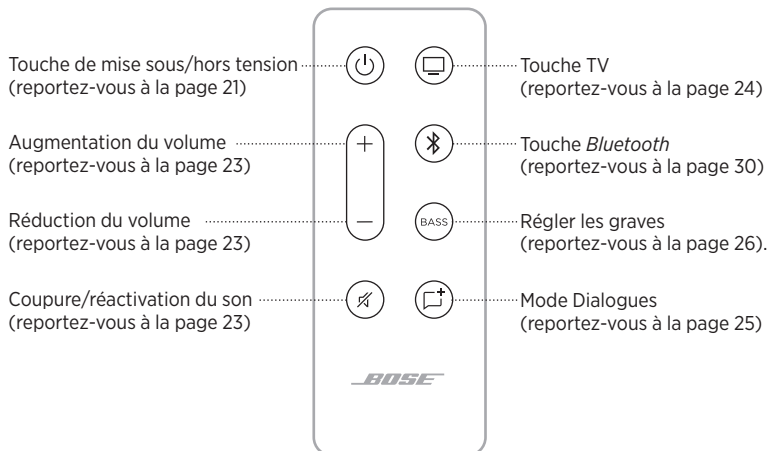 Touche de mise sous/hors tension
(reportez-vous à la page 21)
Augmentation du volume
(reportez-vous à la page 23)
Réduction du volume
(reportez-vous à la page 23)
Coupure/réactivation du son
(reportez-vous à la page 23)
BASS
BOSE
Touche TV
(reportez-vous à la page 24)
Touche Bluetooth
(reportez-vous à la page 30)
Régler les graves
(reportez-vous à la page 26).
Mode Dialogues
(reportez-vous à la page 25)